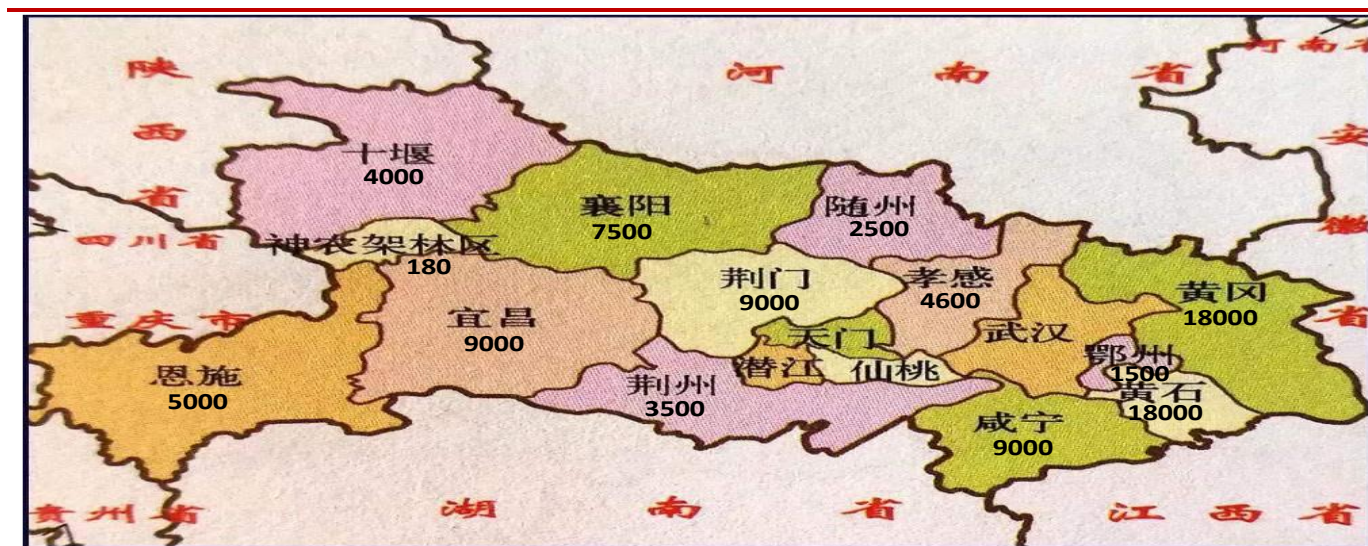 陕西省
河南省
河南省
安徽省
四川省
重庆市
贵州省
湖南省
江西省
十堰
4000
襄阳
7500
随州
2500
神农架林区
180
荆门
9000
孝感
4600
黄冈
18000
宜昌
9000
天门
武汉
恩施
5000
潜江
仙桃
鄂州
1500
荆州
3500
黄石
18000
咸宁
9000